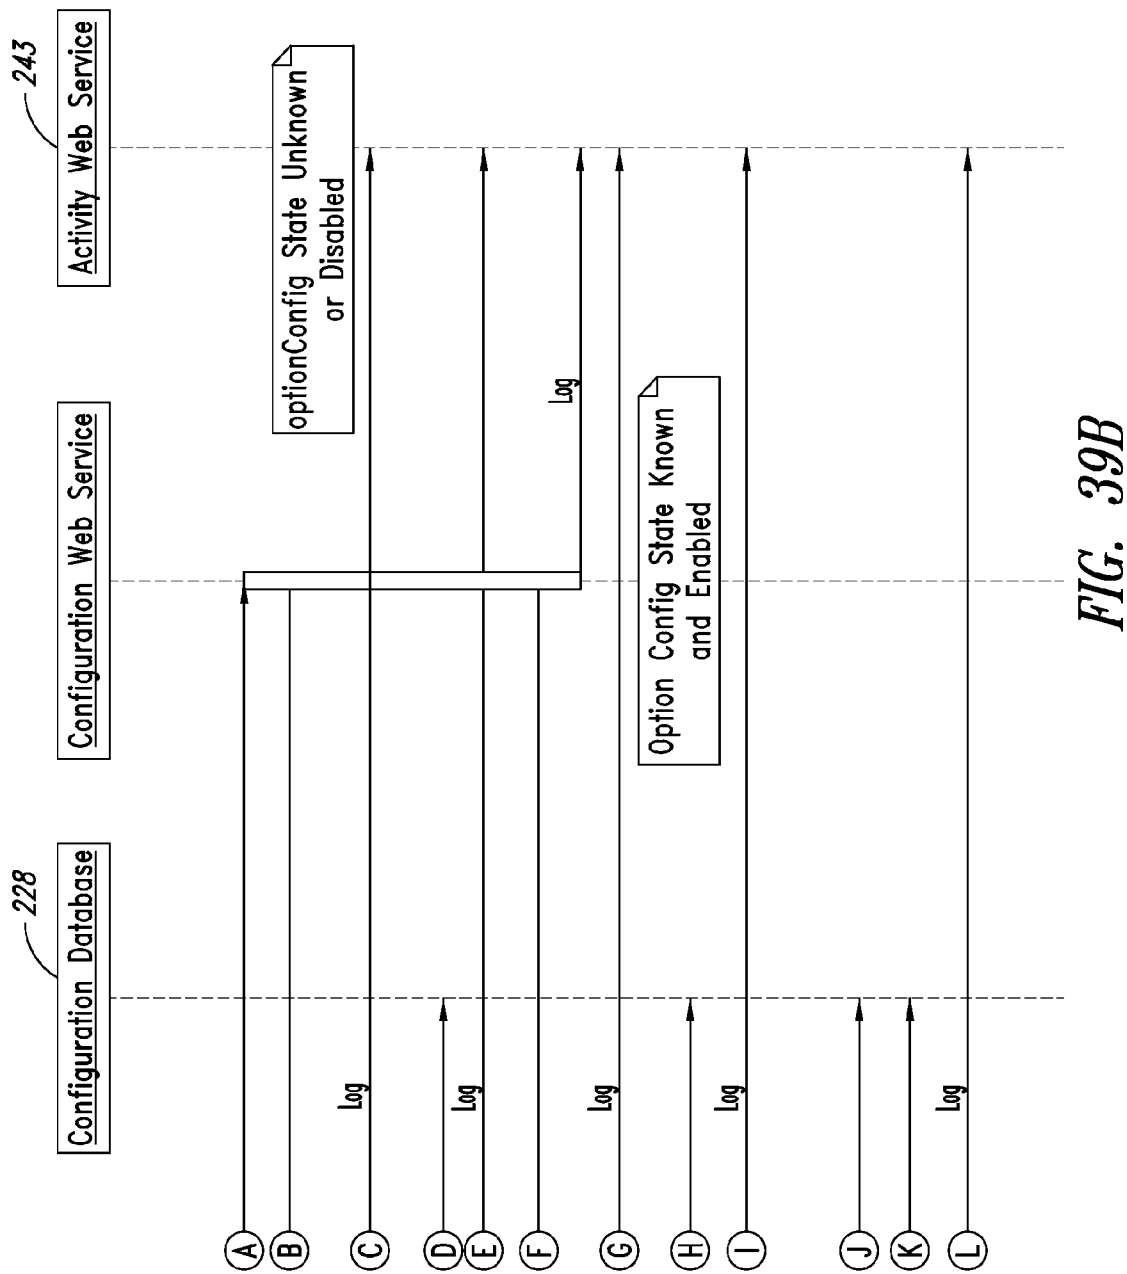 228
243
Configuration Database
Configuration Web Service
Activity Web Service
A
B
optionConfig State Unknown
or Disabled
C
Log
D
E
Log
F
Log
G
Log
Option Config State Known
and Enabled
H
I
Log
J
K
L
Log
FIG. 39B